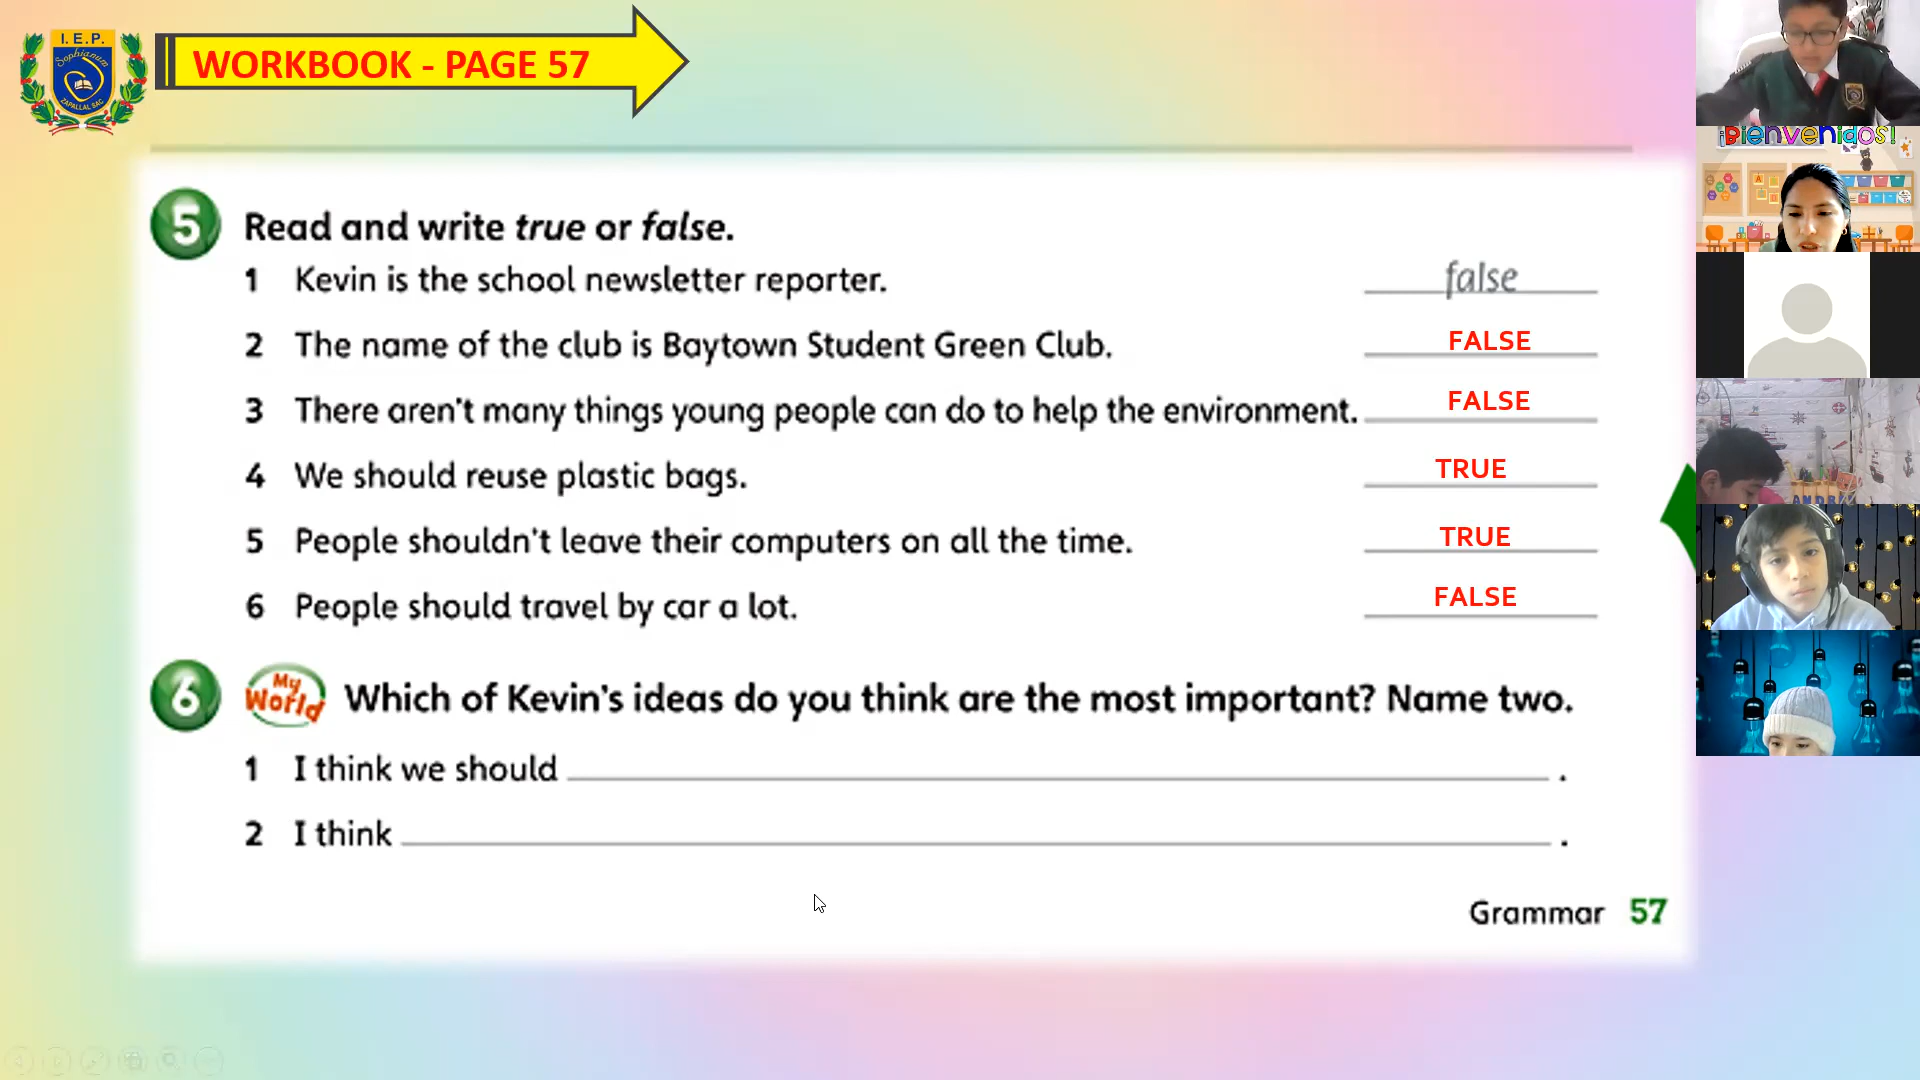 I.E.P.
Sophianum
ZAPALLAL SAC
WORKBOOK - PAGE 57
¡Bienvenidos!
5 Read and write true or false.
1 Kevin is the school newsletter reporter. false
2 The name of the club is Baytown Student Green Club. FALSE
3 There aren't many things young people can do to help the environment. FALSE
4 We should reuse plastic bags. TRUE
5 People shouldn't leave their computers on all the time. TRUE
6 People should travel by car a lot. FALSE
6 My World Which of Kevin's ideas do you think are the most important? Name two.
1 I think we should .
2 I think .
Grammar 57